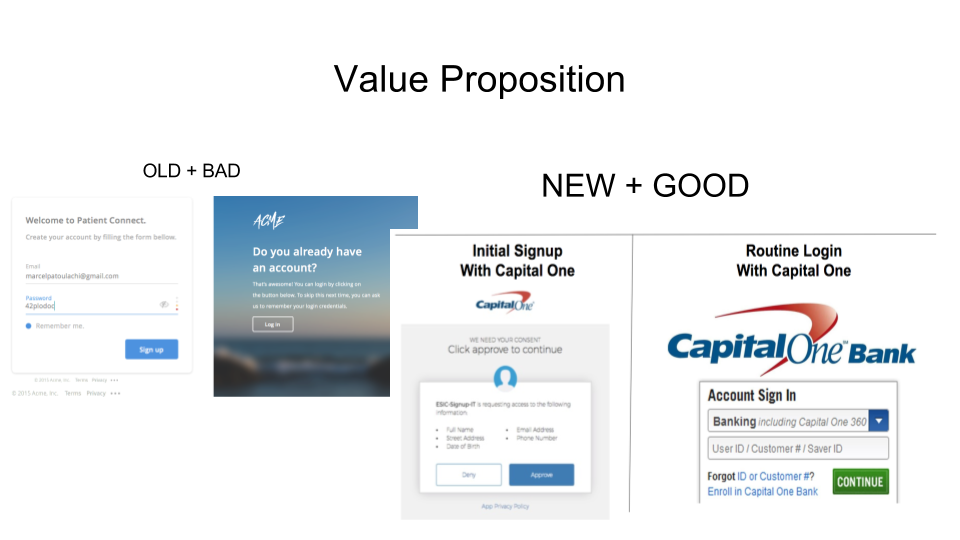 Value Proposition
OLD + BAD
NEW + GOOD
Welcome to Patient Connect.
Create your account by filling the form bellow.
Email
marcelpatoulachi@gmail.com
Password
42plodoc
Remember me.
Sign up
© 2015 Acme. Inc. Terms Privacy
© 2015 Acme. Inc. Terms Privacy
ACME
Do you already have
an account?
That's awesome! You can login by clicking on
the button below. To skip this next time, you can ask
us to remember your login credentials.
Log in
Initial Signup
With Capital One
CapitalOne
WE NEED YOUR CONSENT
Click approve to continue
ESIC-Signup-IT is requesting access to the following
information.
Full Name
Street Address
Date of Birth
Email Address
Phone Number
Deny
Approve
App Privacy Policy
Routine Login
With Capital One
CapitalOne™ Bank
Account Sign In
Banking including Capital One 360
User ID / Customer # / Saver ID
Forgot ID or Customer #?
Enroll in Capital One Bank
CONTINUE